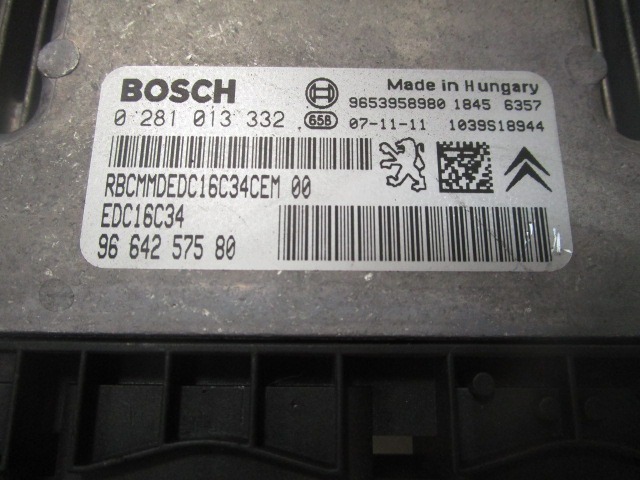 BOSCH
Made in Hungary
9653958980 1845 6357
0 281 013 332 65B 07-11-11 1039S18944
RBCMMDEDC16C34CEM 00
EDC16C34
96 642 575 80